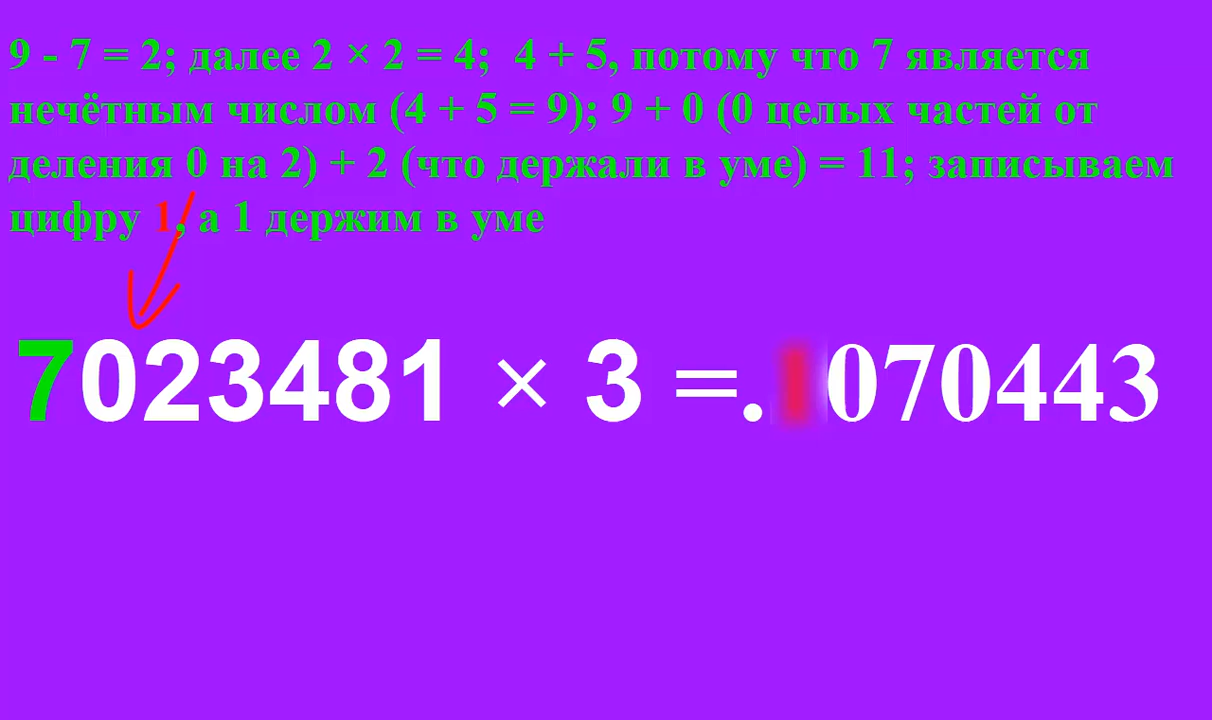 9 - 7 = 2; далее 2 × 2 = 4;  4 + 5, потому что 7 является
нечётным числом (4 + 5 = 9); 9 + 0 (0 целых частей от
деления 0 на 2) + 2 (что держали в уме) = 11; записываем
цифру 1, а 1 держим в уме
7023481 × 3 =.1070443